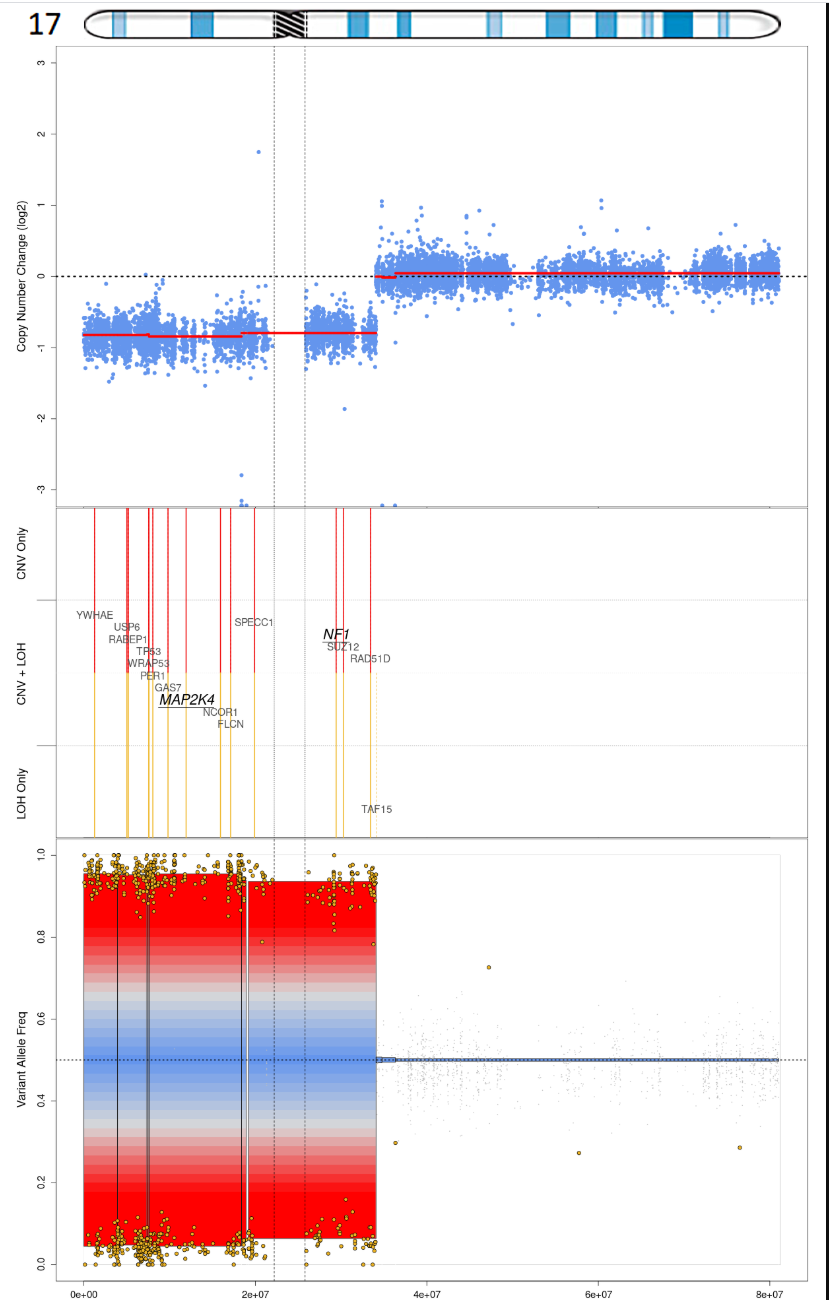 17
3
2
1
0
-1
-2
-3
Copy Number Change (log2)
CNV Only
CNV + LOH
LOH Only
YWHAE
SPECC1
USP6
NF1
RABEP1
SUZ12
TP53
RAD51D
WRAP53
PER1
GAS7
MAP2K4
NCOR1
FLCN
TAF15
1.0
0.8
0.6
0.4
0.2
0.0
Variant Allele Freq
0e+00 2e+07 4e+07 6e+07 8e+07